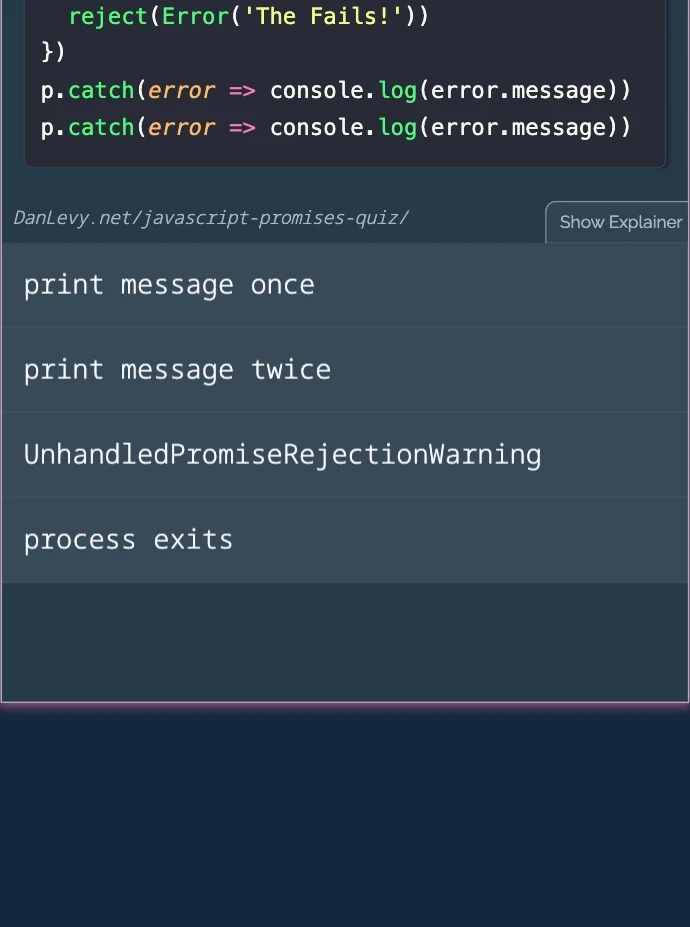 reject(Error('The Fails!'))
})
p.catch(error => console.log(error.message))
p.catch(error => console.log(error.message))
DanLevy.net/javascript-promises-quiz/
Show Explainer
print message once
print message twice
UnhandledPromiseRejectionWarning
process exits